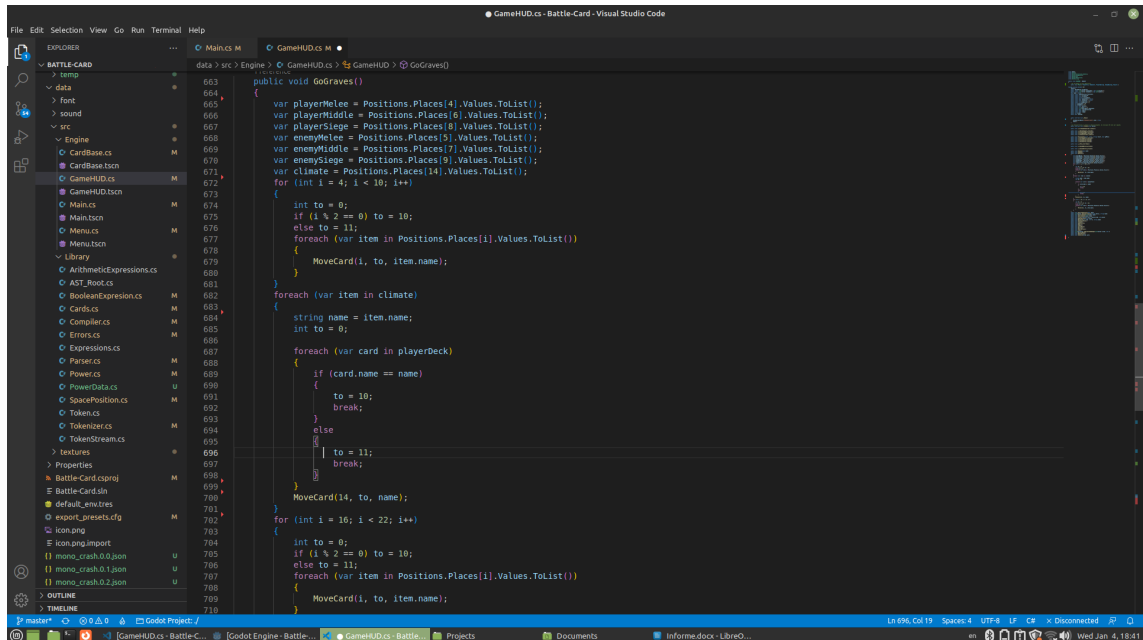 ● GameHUD.cs - Battle-Card - Visual Studio Code
File Edit Selection View Go Run Terminal Help
EXPLORER ···
Main.cs M
GameHUD.cs M ●
BATTLE-CARD
data > src > Engine > GameHUD.cs > GameHUD > GoGraves()
> temp
∨ data
> font
> sound
∨ src
∨ Engine
CardBase.cs M
CardBase.tscn
GameHUD.cs M
GameHUD.tscn
Main.cs M
Main.tscn
Menu.cs M
Menu.tscn
∨ Library
ArithmeticExpressions.cs
AST_Root.cs
BooleanExpresion.cs M
Cards.cs M
Compiler.cs M
Errors.cs M
Expressions.cs
Parser.cs M
Power.cs M
PowerData.cs U
SpacePosition.cs M
Token.cs
Tokenizer.cs M
TokenStream.cs
> textures
> Properties
Battle-Card.csproj M
Battle-Card.sln
default_env.tres
export_presets.cfg M
icon.png
icon.png.import
{} mono_crash.0.0.json U
{} mono_crash.0.1.json U
{} mono_crash.0.2.json U
> OUTLINE
> TIMELINE
54
663 public void GoGraves()
664 {
665 var playerMelee = Positions.Places[4].Values.ToList();
666 var playerMiddle = Positions.Places[6].Values.ToList();
667 var playerSiege = Positions.Places[8].Values.ToList();
668 var enemyMelee = Positions.Places[5].Values.ToList();
669 var enemyMiddle = Positions.Places[7].Values.ToList();
670 var enemySiege = Positions.Places[9].Values.ToList();
671 var climate = Positions.Places[14].Values.ToList();
672 for (int i = 4; i < 10; i++)
673 {
674 int to = 0;
675 if (i % 2 == 0) to = 10;
676 else to = 11;
677 foreach (var item in Positions.Places[i].Values.ToList())
678 {
679 MoveCard(i, to, item.name);
680 }
681 }
682 foreach (var item in climate)
683 {
684 string name = item.name;
685 int to = 0;
686
687 foreach (var card in playerDeck)
688 {
689 if (card.name == name)
690 {
691 to = 10;
692 break;
693 }
694 else
695 {
696 to = 11;
697 break;
698 }
699 }
700 MoveCard(14, to, name);
701 }
702 for (int i = 16; i < 22; i++)
703 {
704 int to = 0;
705 if (i % 2 == 0) to = 10;
706 else to = 11;
707 foreach (var item in Positions.Places[i].Values.ToList())
708 {
709 MoveCard(i, to, item.name);
710 }
master* 0 0 0 Godot Project: ./
Ln 696, Col 19 Spaces: 4 UTF-8 LF C# Disconnected
[GameHUD.cs - Battle-C... [Godot Engine - Battle-... ● GameHUD.cs - Battle... Projects Documents Informe.docx - LibreO... en Wed Jan 4, 18:41